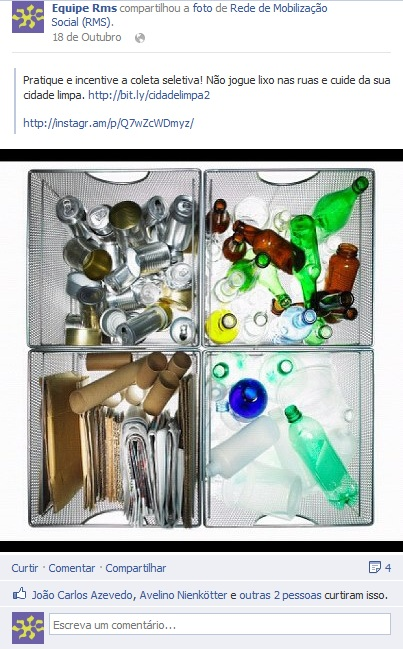 Equipe Rms compartilhou a foto de Rede de Mobilização
Social (RMS).
18 de Outubro
Pratique e incentive a coleta seletiva! Não jogue lixo nas ruas e cuide da sua
cidade limpa. http://bit.ly/cidadelimpa2
http://instagr.am/p/Q7wZcWDmyz/
Curtir · Comentar · Compartilhar
4
João Carlos Azevedo, Avelino Nienkötter e outras 2 pessoas curtiram isso.
Escreva um comentário...